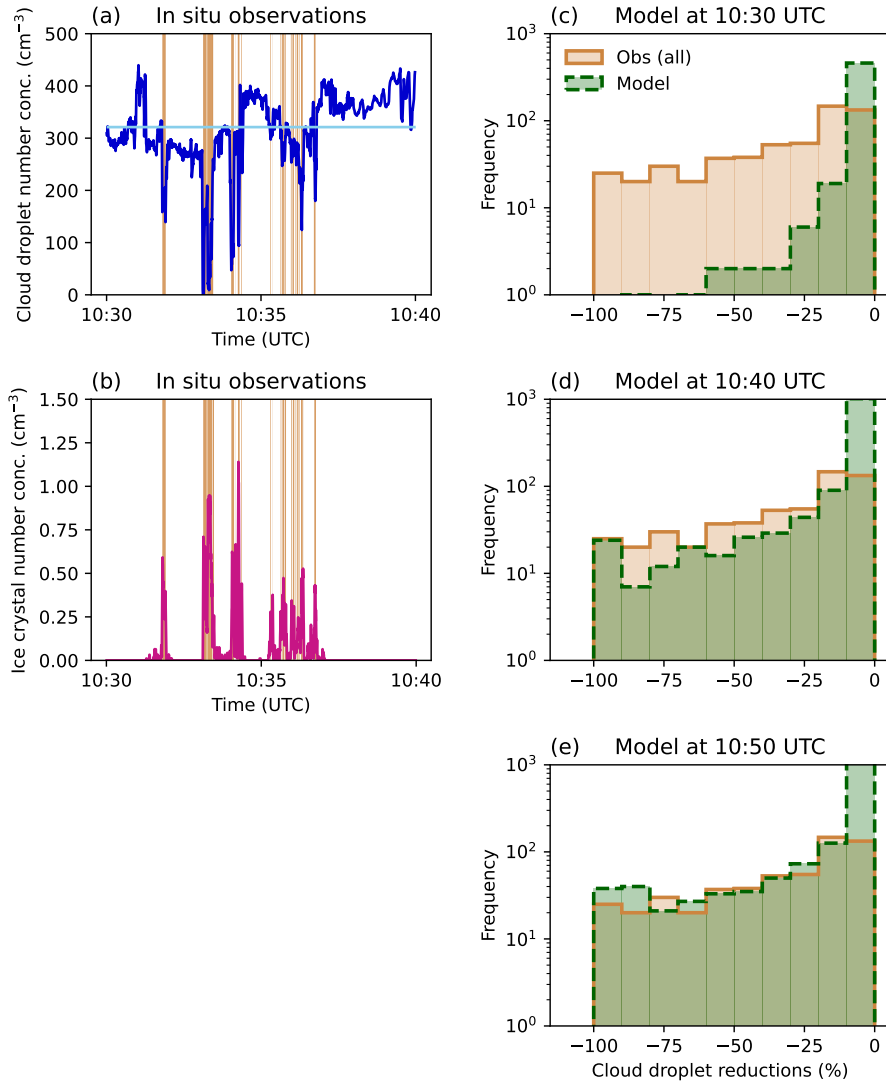 (a) In situ observations
Cloud droplet number conc. (cm⁻³)
500
400
300
200
100
0
10:30 10:35 10:40
Time (UTC)
(b) In situ observations
Ice crystal number conc. (cm⁻³)
1.50
1.25
1.00
0.75
0.50
0.25
0.00
10:30 10:35 10:40
Time (UTC)
(c) Model at 10:30 UTC
Obs (all)
Model
Frequency
10³
10²
10¹
10⁰
−100 −75 −50 −25 0
(d) Model at 10:40 UTC
Frequency
10³
10²
10¹
10⁰
−100 −75 −50 −25 0
(e) Model at 10:50 UTC
Frequency
10³
10²
10¹
10⁰
−100 −75 −50 −25 0
Cloud droplet reductions (%)